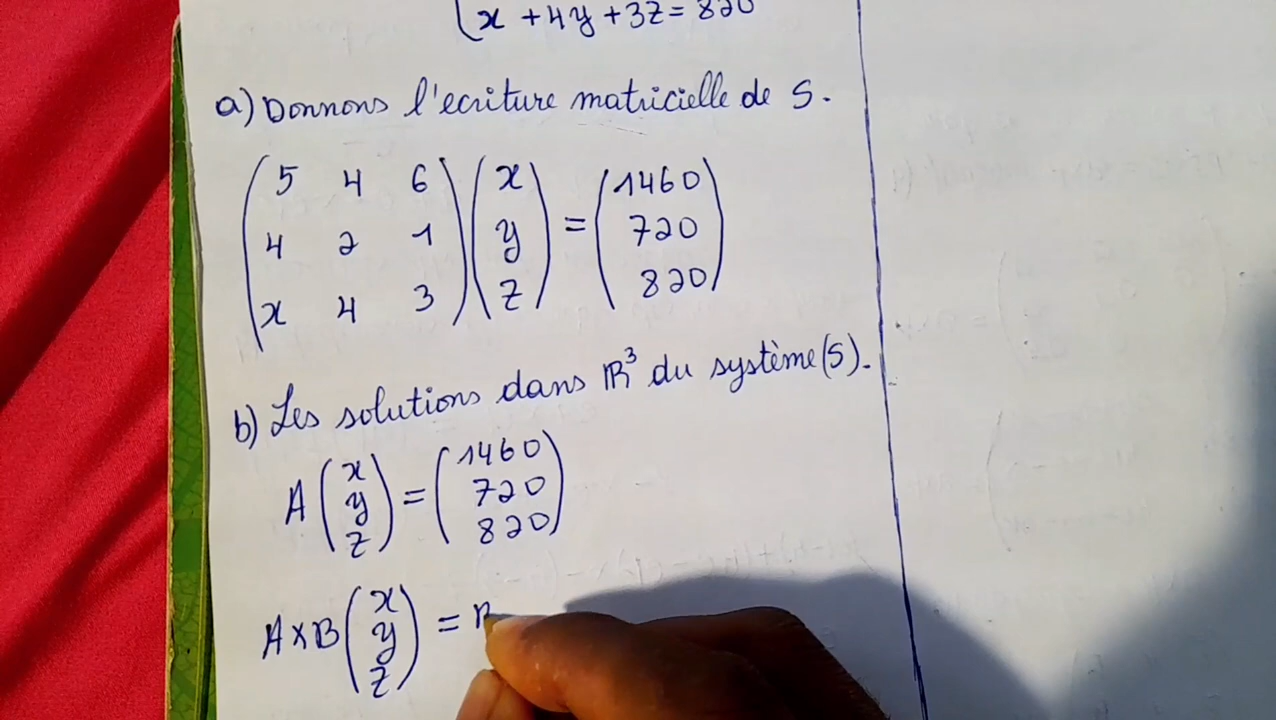 x + 4y + 3z = 820
a) Donnons l'ecriture matricielle de S.
(5 4 6) (x) = (1460)
(4 2 1) (y) (720)
(x 4 3) (z) (820)
b) Les solutions dans ℝ³ du système (S).
A (x y z) = (1460 720 820)
A x B (x y z) =